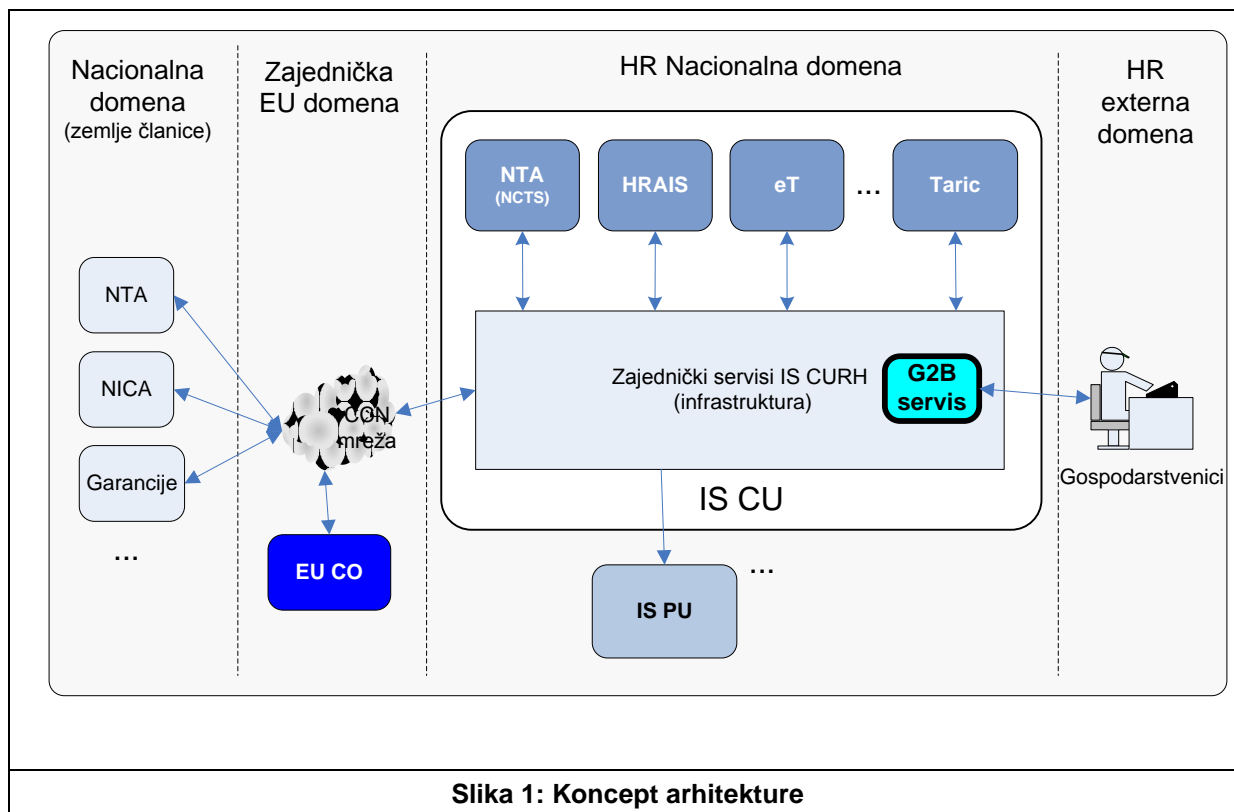 Nacionalna
domena
(zemlje članice)
Zajednička
EU domena
HR Nacionalna domena
HR
externa
domena
NTA
(NCTS)
HRAIS
eT
...
Taric
NTA
NICA
Garancije
...
CCN
mreža
EU CO
Zajednički servisi IS CURH
(infrastruktura)
G2B
servis
IS CU
Gospodarstvenici
IS PU
...
Slika 1: Koncept arhitekture